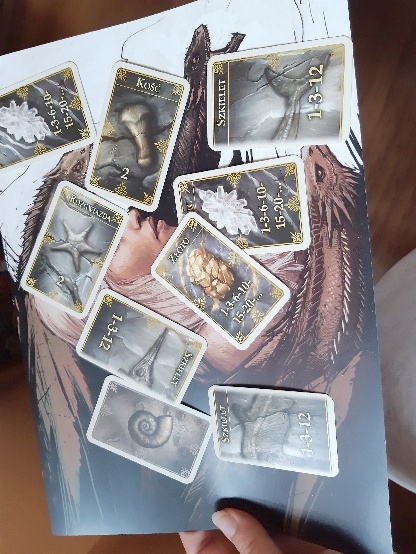 1-3-6-10-
15-20-...
Kość
2
Szkielet
1-3-12
1-3-6-10-
15-20-...
Rozgwiazda
2
Złoto
1-3-6-10-
15-20-...
1-3-12
Szkielet
Szkielet
1-3-12